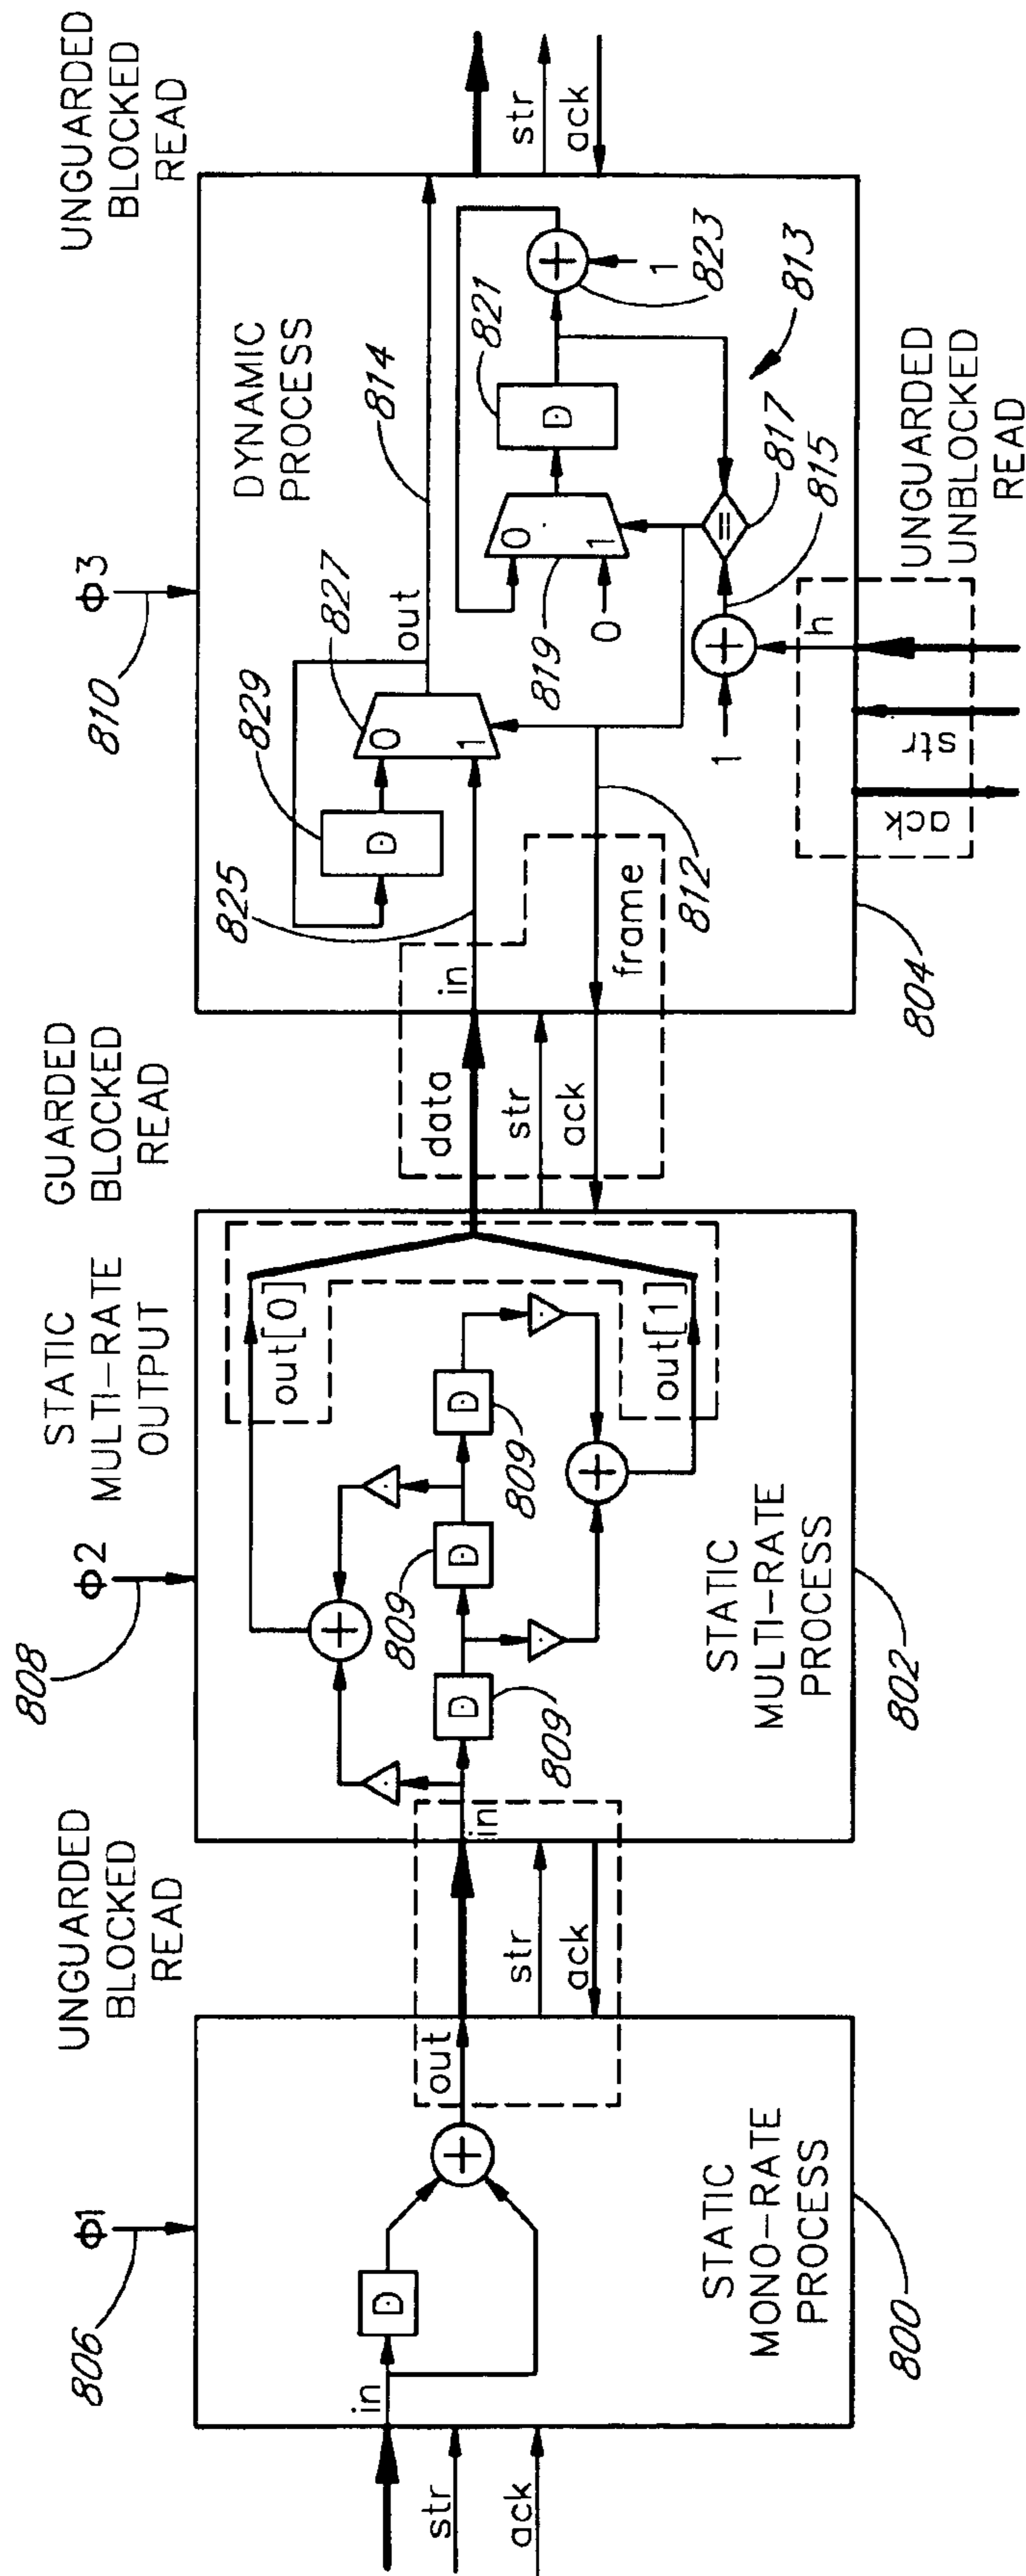 UNGUARDED
BLOCKED
READ
STATIC
MULTI-RATE
OUTPUT
GUARDED
BLOCKED
READ
UNGUARDED
BLOCKED
READ
806
Φ1
in
str
ack
D
+
out
STATIC
MONO-RATE
PROCESS
800
str
ack
808
Φ2
in
D
D
D
809
809
809
+
+
out[0]
out[1]
STATIC
MULTI-RATE
PROCESS
802
data
str
ack
810
Φ3
in
frame
825
829
D
0
1
827
out
814
812
DYNAMIC
PROCESS
0
1
0
819
D
821
+
1
823
=
817
815
813
+
1
h
str
ack
804
UNGUARDED
UNBLOCKED
READ
str
ack